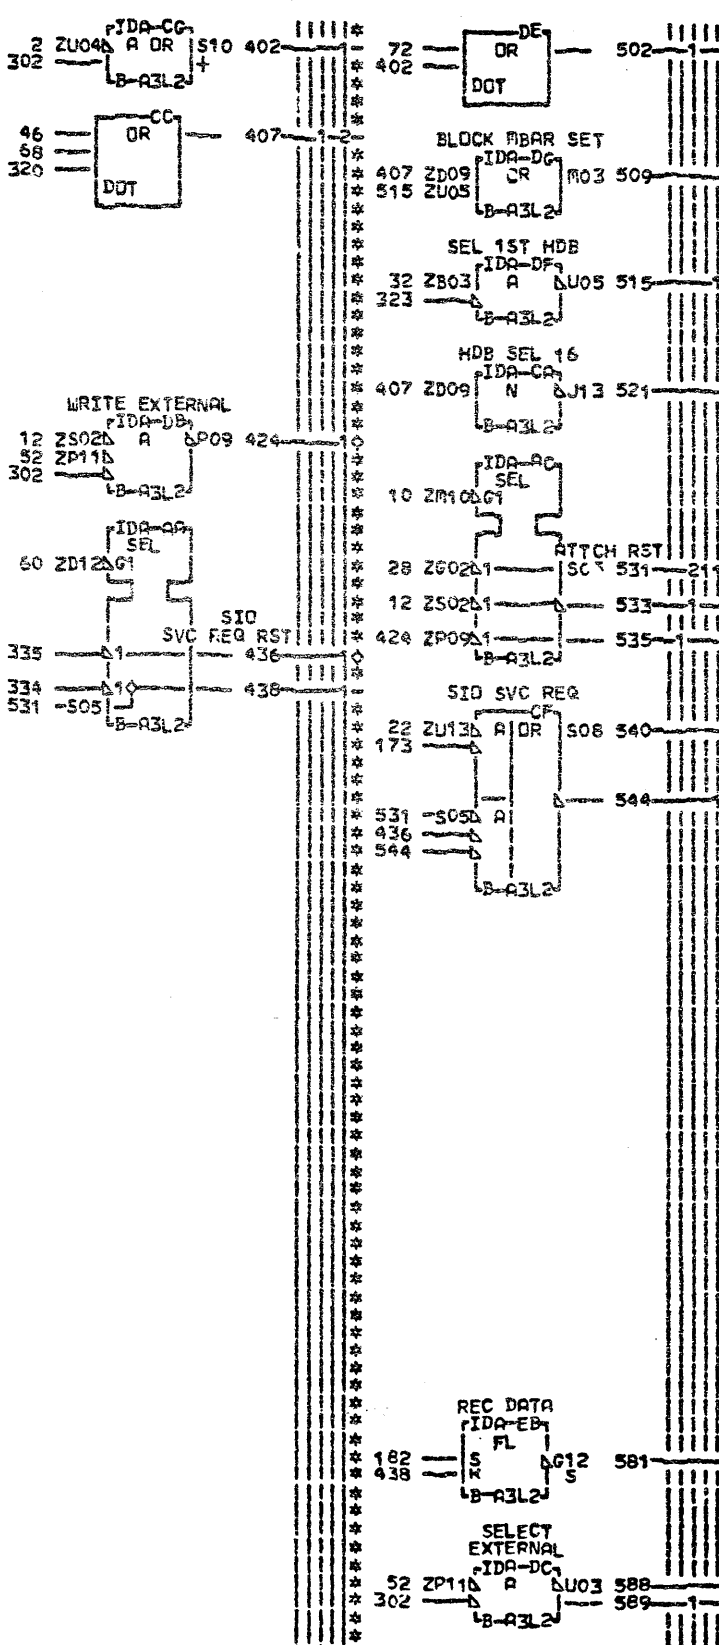 IDA-CG
2 ZU04 A OR S10 402
302 +
B-A3L2
CC
46 OR 407 1-2
68
320
DOT
WRITE EXTERNAL
IDA-DB
12 ZS02 A P09 424 1
52 ZP11
302
B-A3L2
IDA-AA
SEL
60 ZD12 G1
SIO
SVC REQ RST
335 1 436 1
334 1 438 1
531 -S05
B-A3L2
DE
72 OR 502 1
402
DOT
BLOCK MBAR SET
IDA-DG
407 ZD09 OR M03 509
515 ZU05
B-A3L2
SEL 1ST HDB
IDA-DF
32 ZB03 A U05 515 1
323
B-A3L2
HDB SEL 16
IDA-CA
407 ZD09 N J13 521
B-A3L2
IDA-AC
SEL
10 ZM10 G1
ATTCH RST
28 ZG02 1 531 211
12 ZS02 1 533 1
424 ZP09 1 535 1
B-A3L2
SIO SVC REQ
CF
22 ZU13 A OR S08 540
173
544
531 -S05 A
436
544
B-A3L2
REC DATA
IDA-EB
FL
182 S G12 581
438 R S
B-A3L2
SELECT
EXTERNAL
IDA-DC
52 ZP11 A U03 588
302 589 1
B-A3L2